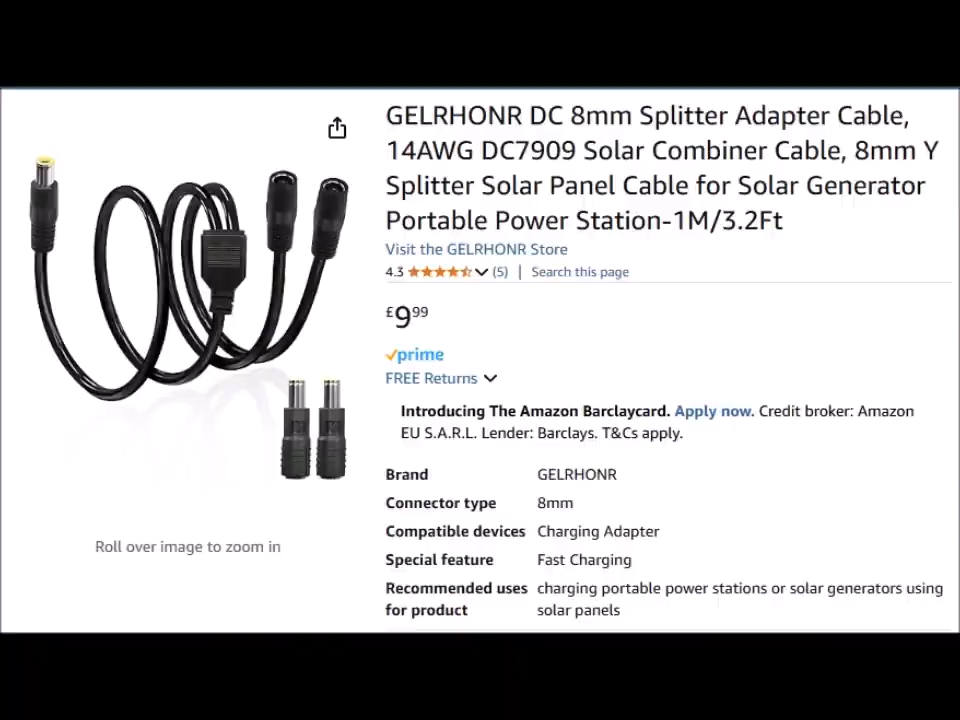 GELRHONR DC 8mm Splitter Adapter Cable,
14AWG DC7909 Solar Combiner Cable, 8mm Y
Splitter Solar Panel Cable for Solar Generator
Portable Power Station-1M/3.2Ft
Visit the GELRHONR Store
4.3 (5) | Search this page
£9.99
prime
FREE Returns
Introducing The Amazon Barclaycard. Apply now. Credit broker: Amazon
EU S.A.R.L. Lender: Barclays. T&Cs apply.
Brand GELRHONR
Connector type 8mm
Compatible devices Charging Adapter
Special feature Fast Charging
Recommended uses charging portable power stations or solar generators using
for product solar panels
Roll over image to zoom in